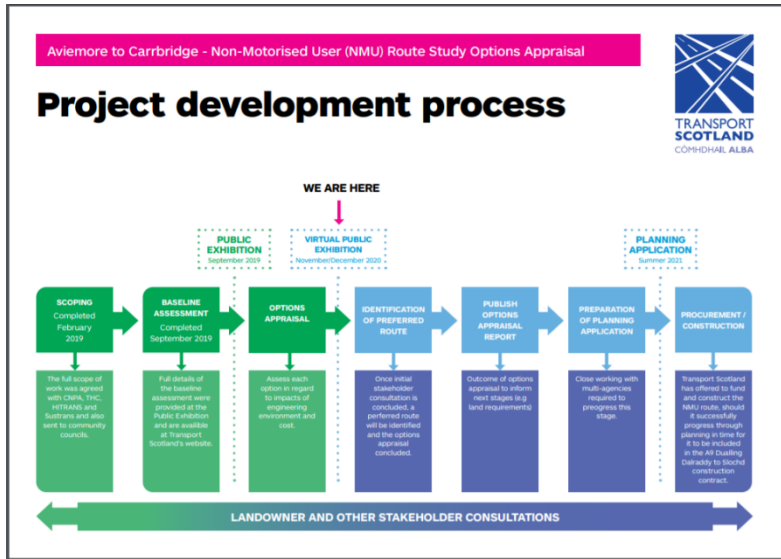 Aviemore to Carrbridge - Non-Motorised User (NMU) Route Study Options Appraisal
Project development process
TRANSPORT
SCOTLAND
CÒMHDHAIL ALBA
WE ARE HERE
PUBLIC
EXHIBITION
September 2019
VIRTUAL PUBLIC
EXHIBITION
November/December 2020
PLANNING
APPLICATION
Summer 2021
SCOPING
Completed
February
2019
BASELINE
ASSESSMENT
Completed
September 2019
OPTIONS
APPRAISAL
IDENTIFICATION
OF PREFERRED
ROUTE
PUBLISH
OPTIONS
APPRAISAL
REPORT
PREPARATION
OF PLANNING
APPLICATION
PROCUREMENT /
CONSTRUCTION
The full scope of
work was agreed
with CNPA, THC,
HITRANS and
Sustrans and also
sent to community
councils.
Full details of
the baseline
assessment were
provided at the
Public Exhibition
and are availible
at Transport
Scotland's website.
Assess each
option in regard
to impacts of
engineering
environment and
cost.
Once initial
stakeholder
consultation is
concluded, a
perferred route
will be identified
and the options
appraisal
concluded.
Outcome of options
appraisal to inform
next stages (e.g
land requirements)
Close working with
multi-agencies
required to
preogress this
stage.
Transport Scotland
has offered to fund
and construct the
NMU route, should
it successfully
progress through
planning in time for
it to be included
in the A9 Dualling
Dalraddy to Slochd
construction
contract.
LANDOWNER AND OTHER STAKEHOLDER CONSULTATIONS